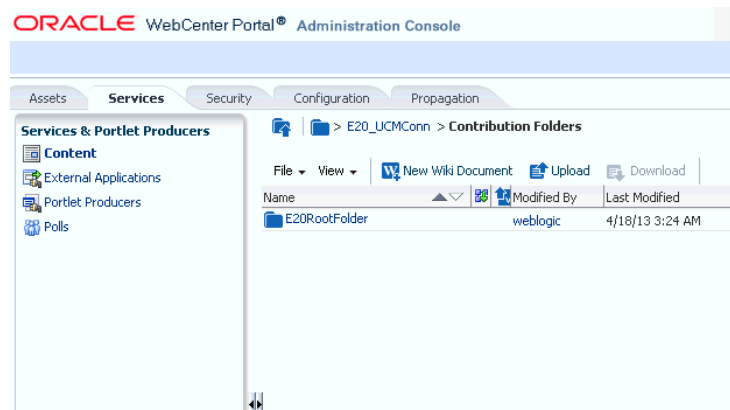 ORACLE WebCenter Portal® Administration Console
Assets Services Security Configuration Propagation
Services & Portlet Producers
Content
External Applications
Portlet Producers
Polls
> E20_UCMConn > Contribution Folders
File View New Wiki Document Upload Download
Name Modified By Last Modified
E20RootFolder weblogic 4/18/13 3:24 AM